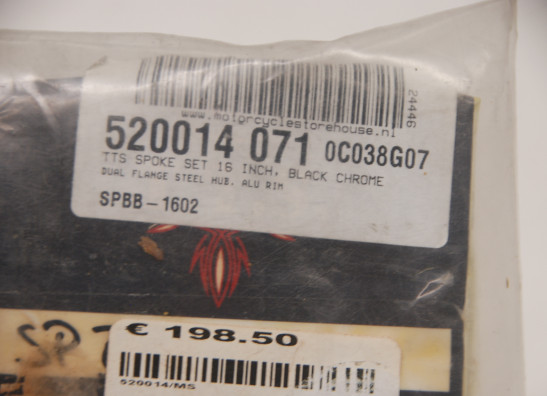 24446
www.motorcyclestorehouse.nl
520014 071 0C038G07
TTS SPOKE SET 16 INCH, BLACK CHROME
DUAL FLANGE STEEL HUB, ALU RIM
SPBB-1602
SP
€ 198.50
520014/MS